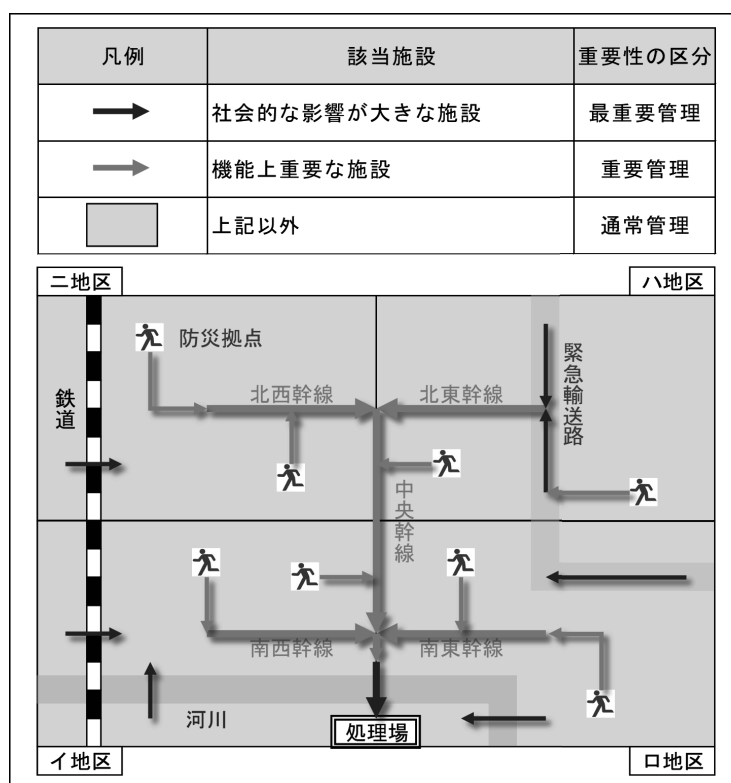 凡例 該当施設 重要性の区分
社会的な影響が大きな施設 最重要管理
機能上重要な施設 重要管理
上記以外 通常管理
ニ地区 ハ地区
防災拠点
北西幹線 北東幹線
緊急輸送路
鉄道
中央幹線
南西幹線 南東幹線
河川
処理場
イ地区 ロ地区